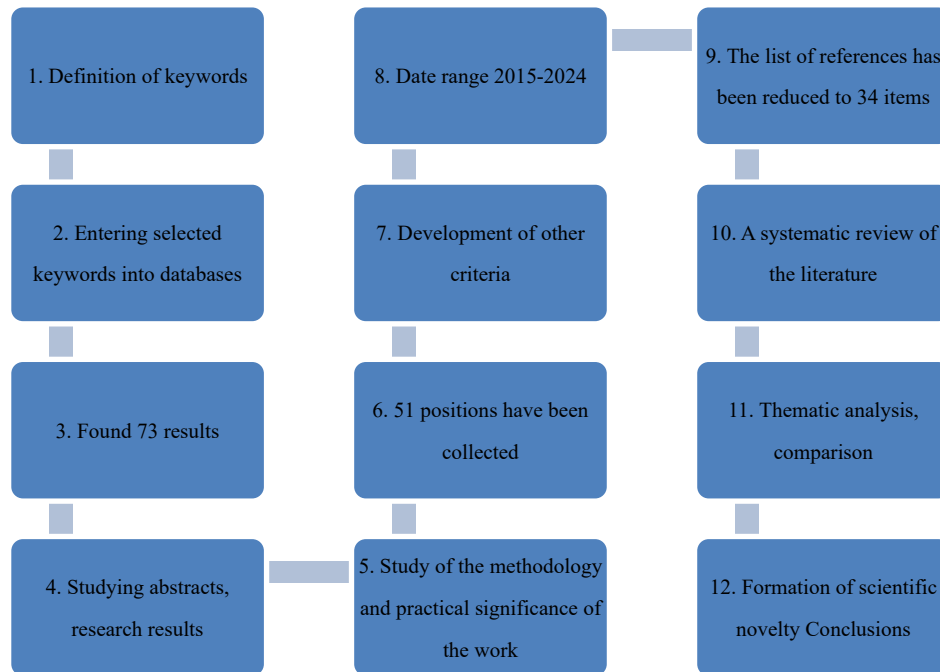 1. Definition of keywords
2. Entering selected
keywords into databases
3. Found 73 results
4. Studying abstracts,
research results
5. Study of the methodology
and practical significance of
the work
6. 51 positions have been
collected
7. Development of other
criteria
8. Date range 2015-2024
9. The list of references has
been reduced to 34 items
10. A systematic review of
the literature
11. Thematic analysis,
comparison
12. Formation of scientific
novelty Conclusions